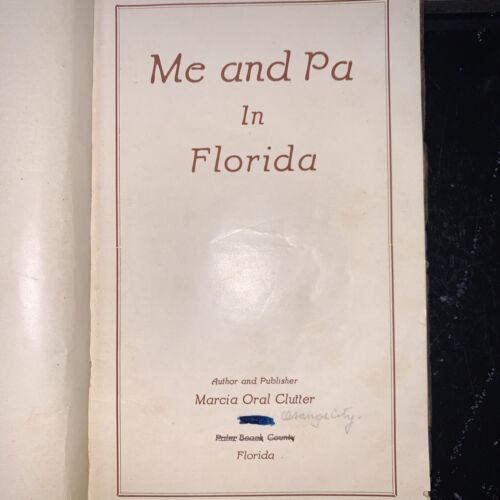 Me and Pa
In
Florida
Author and Publisher
Marcia Oral Clutter
Orange City.
Palm Beach County
Florida